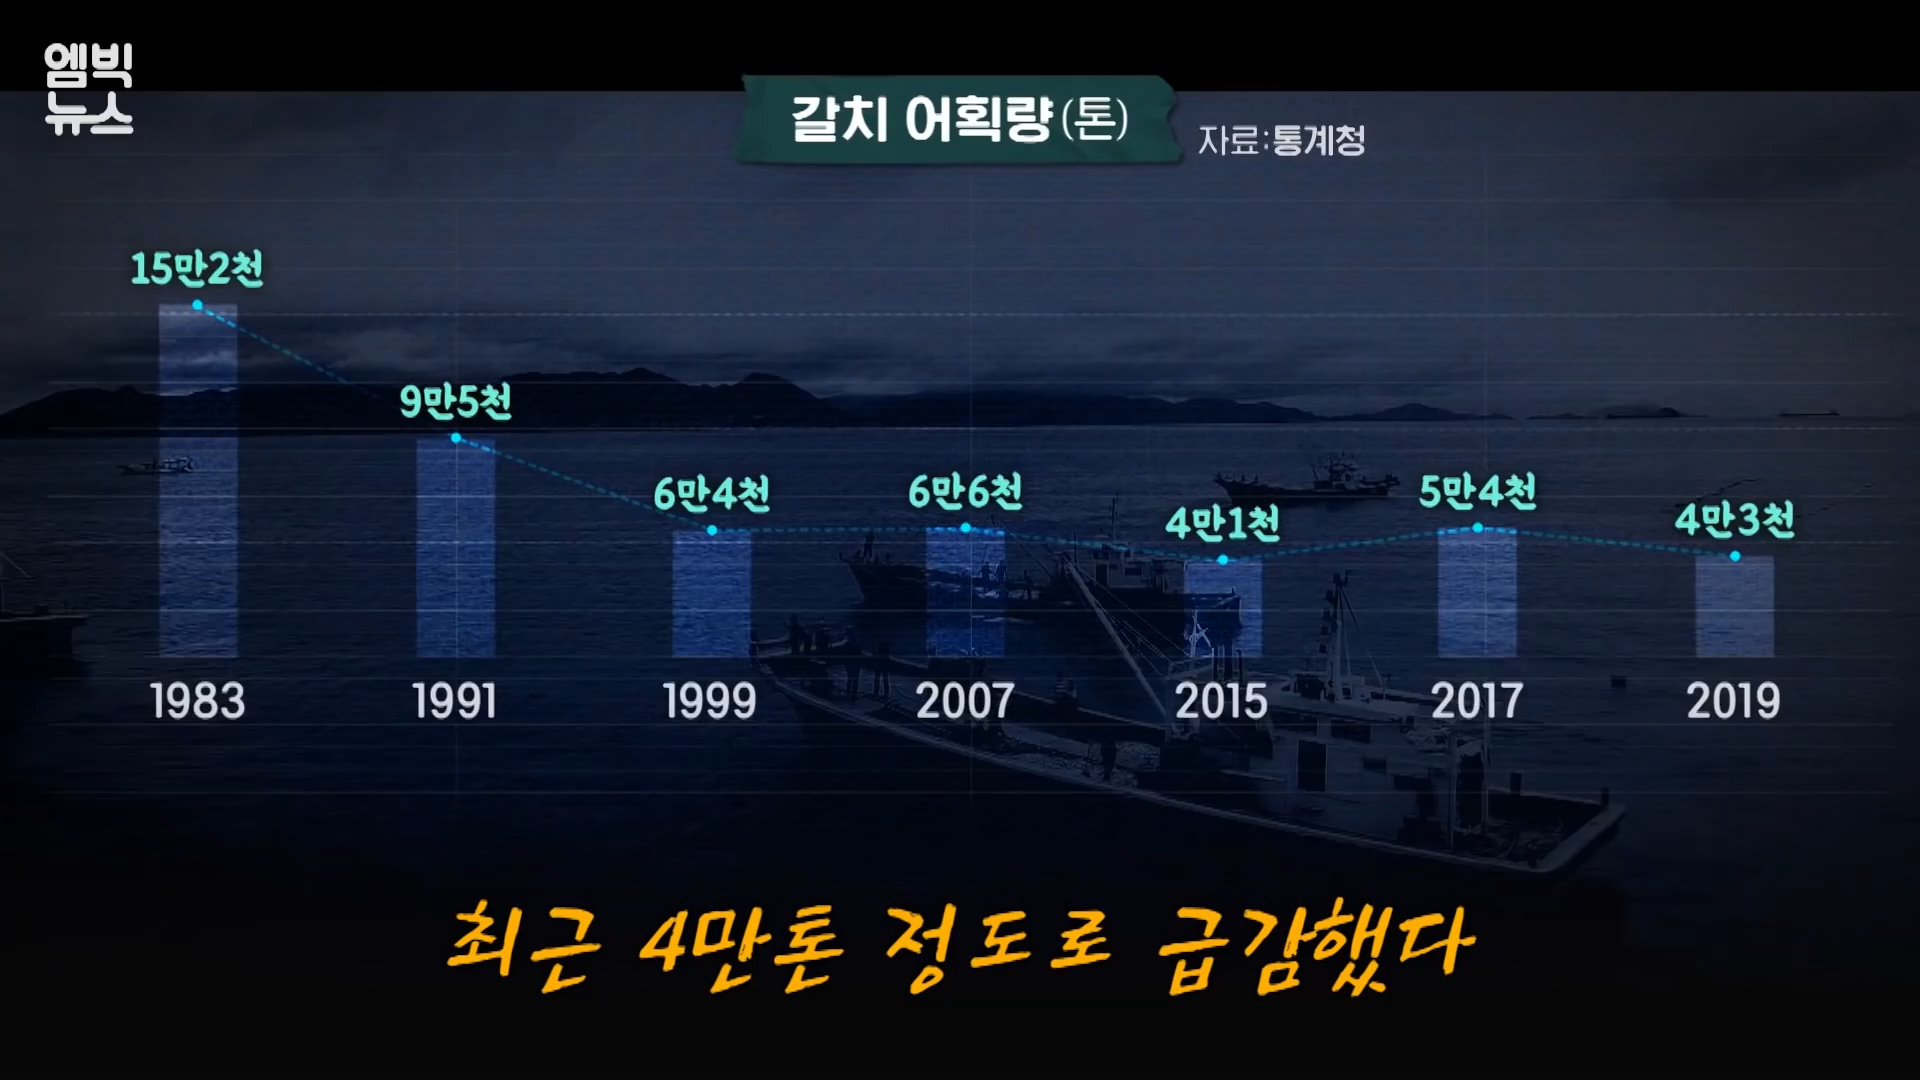 엠빅
뉴스
갈치 어획량(톤)
자료:통계청
15만2천
9만5천
6만4천
6만6천
4만1천
5만4천
4만3천
1983
1991
1999
2007
2015
2017
2019
최근 4만톤 정도로 급감했다